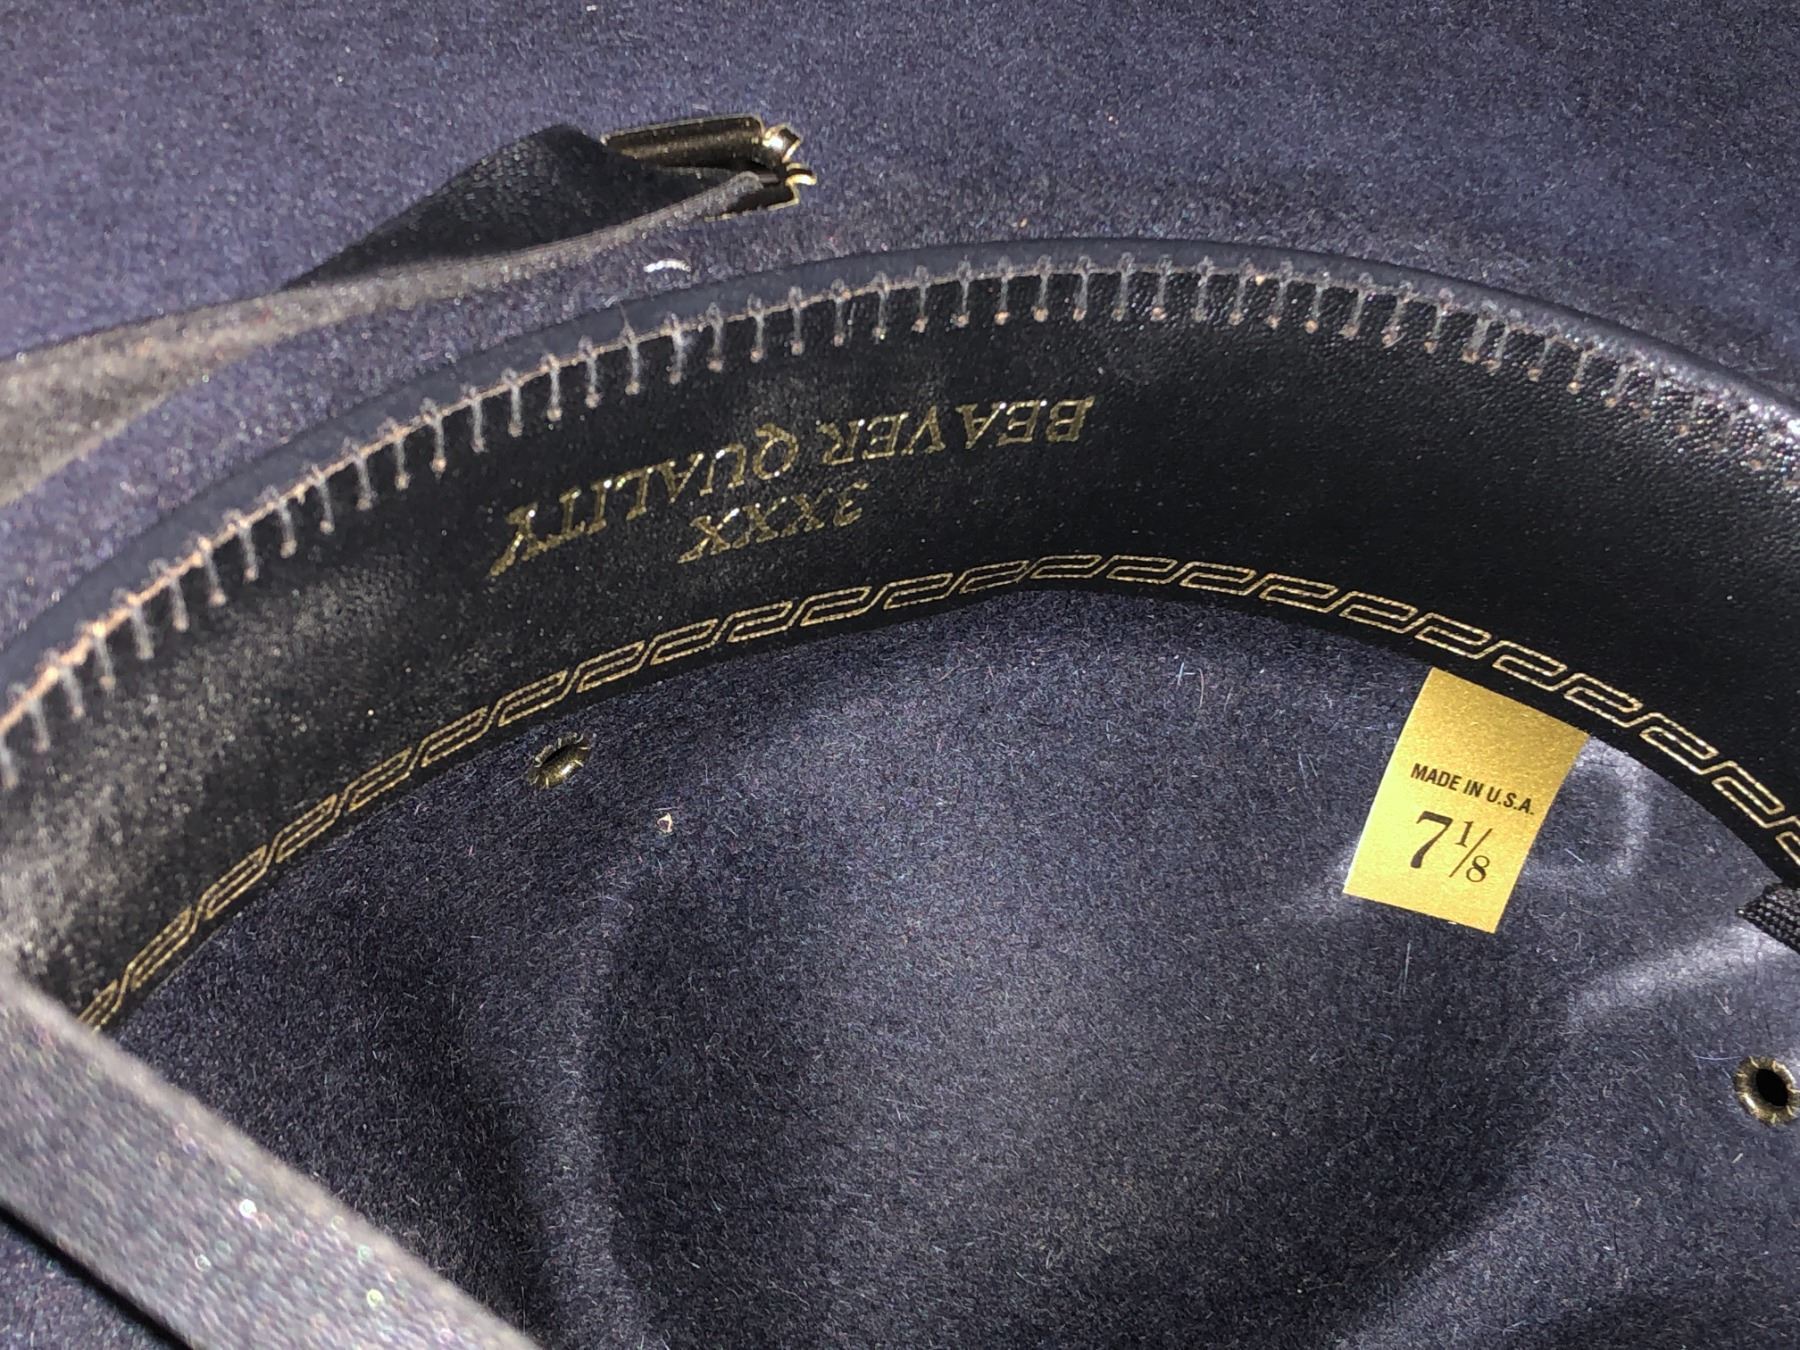 3XXX
BEAVER QUALITY
MADE IN U.S.A.
7 1/8